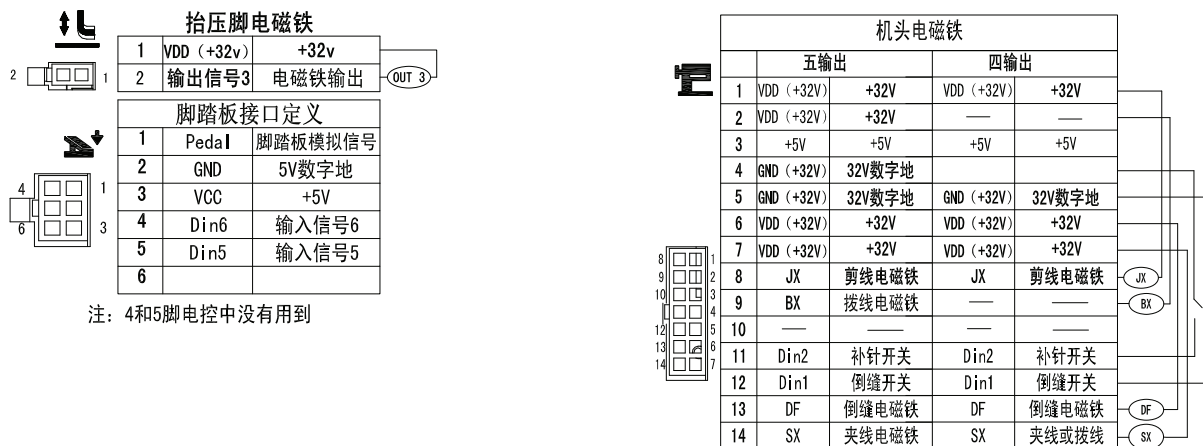 抬压脚电磁铁
1 VDD (+32v) +32v
2 输出信号3 电磁铁输出 OUT 3
2 1
脚踏板接口定义
1 Pedal 脚踏板模拟信号
2 GND 5V数字地
3 VCC +5V
4 Din6 输入信号6
5 Din5 输入信号5
6
4 1
6 3
注: 4和5脚电控中没有用到
机头电磁铁
五输出 四输出
1 VDD (+32V) +32V VDD (+32V) +32V
2 VDD (+32V) +32V — —
3 +5V +5V +5V +5V
4 GND (+32V) 32V数字地
5 GND (+32V) 32V数字地 GND (+32V) 32V数字地
6 VDD (+32V) +32V VDD (+32V) +32V
7 VDD (+32V) +32V VDD (+32V) +32V
8 JX 剪线电磁铁 JX 剪线电磁铁 JX
9 BX 拨线电磁铁 — — BX
10 — — — —
11 Din2 补针开关 Din2 补针开关
12 Din1 倒缝开关 Din1 倒缝开关
13 DF 倒缝电磁铁 DF 倒缝电磁铁 DF
14 SX 夹线电磁铁 SX 夹线或拨线 SX
8 1
9 2
10 3
4
12 5
13 6
14 7